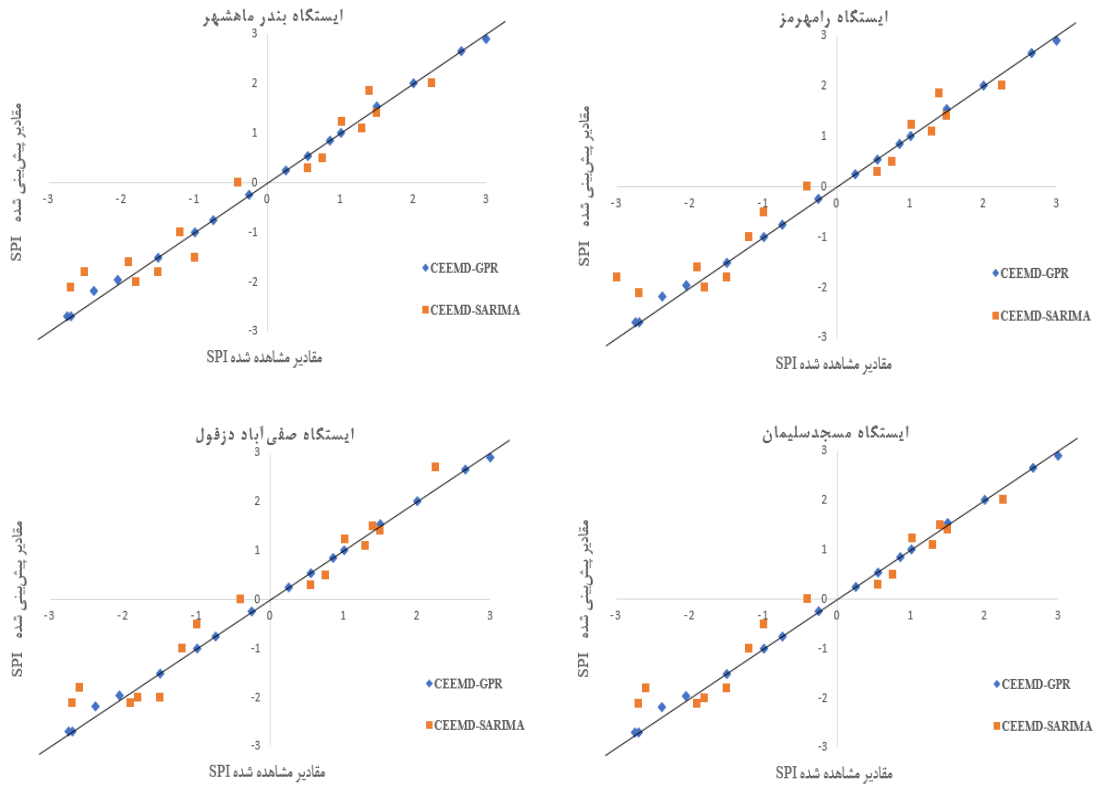 ایستگاه بندر ماهشهر
مقادیر پیش‌بینی شده SPI
3
2
1
0
-3 -2 -1 0 1 2 3
-1
-2
-3
CEEMD-GPR
CEEMD-SARIMA
مقادیر مشاهده شده SPI
ایستگاه رامهرمز
مقادیر پیش‌بینی شده SPI
3
2
1
0
-3 -2 -1 0 1 2 3
-1
-2
-3
CEEMD-GPR
CEEMD-SARIMA
مقادیر مشاهده شده SPI
ایستگاه صفی‌آباد دزفول
مقادیر پیش‌بینی شده SPI
3
2
1
0
-3 -2 -1 0 1 2 3
-1
-2
-3
CEEMD-GPR
CEEMD-SARIMA
مقادیر مشاهده شده SPI
ایستگاه مسجدسلیمان
مقادیر پیش‌بینی شده SPI
3
2
1
0
-3 -2 -1 0 1 2 3
-1
-2
-3
CEEMD-GPR
CEEMD-SARIMA
مقادیر مشاهده شده SPI